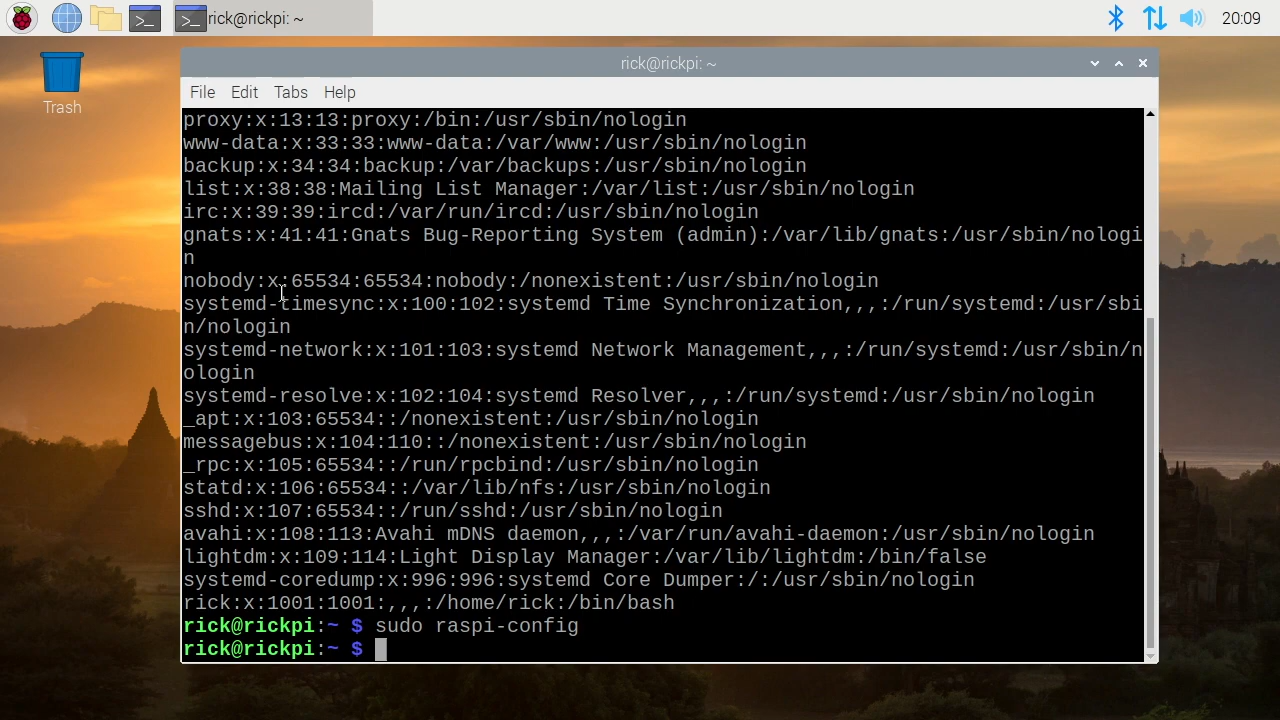 rick@rickpi: ~
20:09
Trash
rick@rickpi: ~
File Edit Tabs Help
proxy:x:13:13:proxy:/bin:/usr/sbin/nologin
www-data:x:33:33:www-data:/var/www:/usr/sbin/nologin
backup:x:34:34:backup:/var/backups:/usr/sbin/nologin
list:x:38:38:Mailing List Manager:/var/list:/usr/sbin/nologin
irc:x:39:39:ircd:/var/run/ircd:/usr/sbin/nologin
gnats:x:41:41:Gnats Bug-Reporting System (admin):/var/lib/gnats:/usr/sbin/nologi
n
nobody:x:65534:65534:nobody:/nonexistent:/usr/sbin/nologin
systemd-timesync:x:100:102:systemd Time Synchronization,,,:/run/systemd:/usr/sbi
n/nologin
systemd-network:x:101:103:systemd Network Management,,,:/run/systemd:/usr/sbin/n
ologin
systemd-resolve:x:102:104:systemd Resolver,,,:/run/systemd:/usr/sbin/nologin
_apt:x:103:65534::/nonexistent:/usr/sbin/nologin
messagebus:x:104:110::/nonexistent:/usr/sbin/nologin
_rpc:x:105:65534::/run/rpcbind:/usr/sbin/nologin
statd:x:106:65534::/var/lib/nfs:/usr/sbin/nologin
sshd:x:107:65534::/run/sshd:/usr/sbin/nologin
avahi:x:108:113:Avahi mDNS daemon,,,:/var/run/avahi-daemon:/usr/sbin/nologin
lightdm:x:109:114:Light Display Manager:/var/lib/lightdm:/bin/false
systemd-coredump:x:996:996:systemd Core Dumper:/:/usr/sbin/nologin
rick:x:1001:1001:,,,:/home/rick:/bin/bash
rick@rickpi:~ $ sudo raspi-config
rick@rickpi:~ $